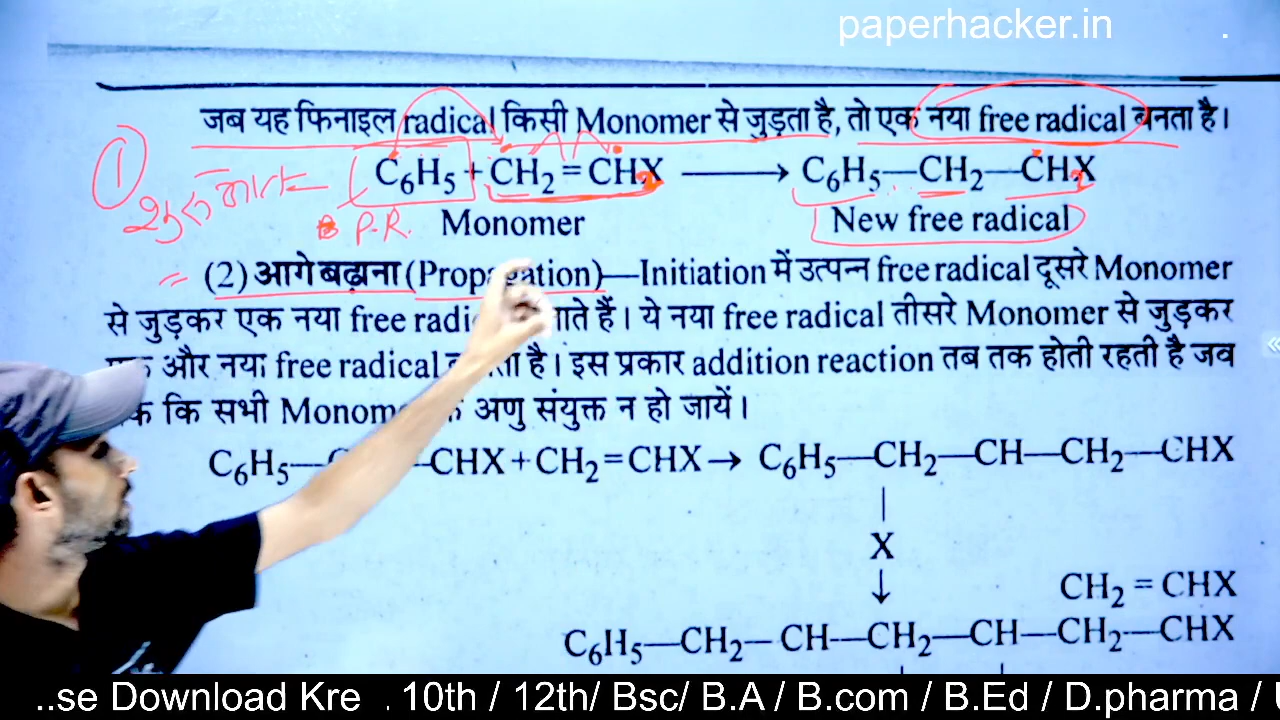 paperhacker.in .
जब यह फिनाइल radical किसी Monomer से जुड़ता है, तो एक नया free radical बनता है।
①
C₆H₅ + CH₂ = CHX ⟶ C₆H₅—CH₂—CHX
P.R. Monomer New free radical
(2) आगे बढ़ाना (Propagation)—Initiation में उत्पन्न free radical दूसरे Monomer
से जुड़कर एक नया free radi हैं। ये नया free radical तीसरे Monomer से जुड़कर
और नया free radical है। इस प्रकार addition reaction तब तक होती रहती है जव
कि सभी Monom अणु संयुक्त न हो जायें।
C₆H₅— —CHX+CH₂=CHX→ C₆H₅—CH₂—CH—CH₂—CHX
|
X
↓
CH₂ = CHX
C₆H₅—CH₂—CH—CH₂—CH—CH₂—CHX
..se Download Kre . 10th / 12th/ Bsc/ B.A / B.com / B.Ed / D.pharma /